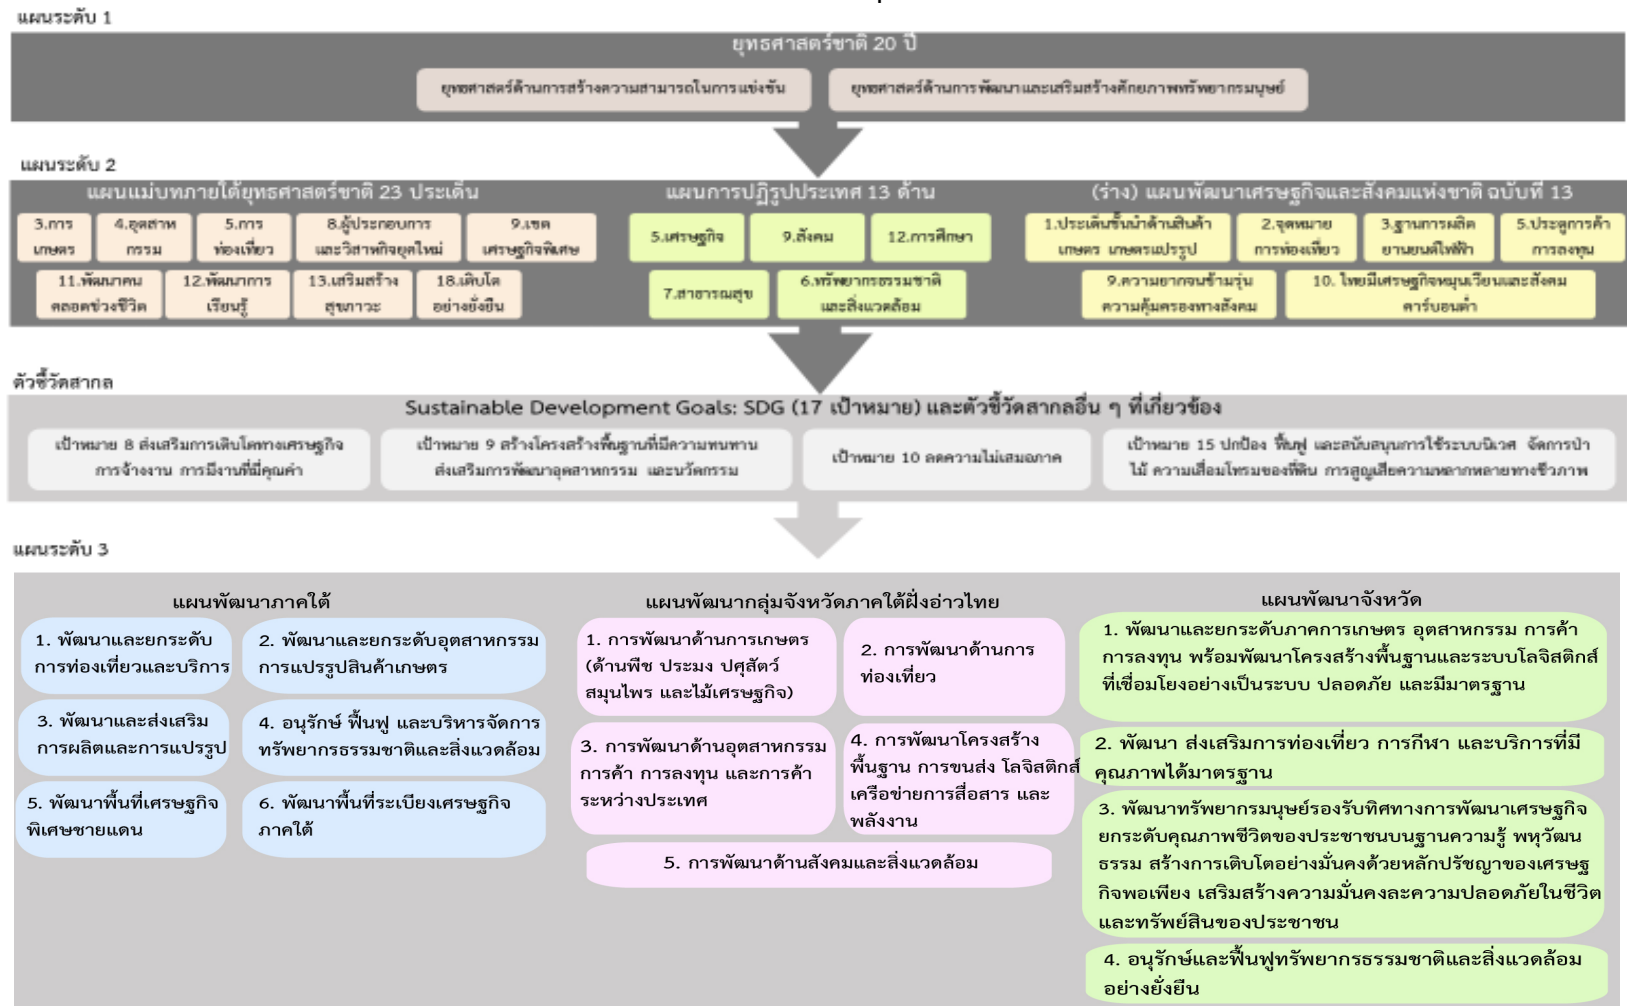 แผนระดับ 1
ยุทธศาสตร์ชาติ 20 ปี
ยุทธศาสตร์ด้านการสร้างความสามารถในการแข่งขัน
ยุทธศาสตร์ด้านการพัฒนาและเสริมสร้างศักยภาพทรัพยากรมนุษย์
แผนระดับ 2
แผนแม่บทภายใต้ยุทธศาสตร์ชาติ 23 ประเด็น
3.การ
เกษตร
4.อุตสาห
กรรม
5.การ
ท่องเที่ยว
8.ผู้ประกอบการ
และวิสาหกิจยุคใหม่
9.เขต
เศรษฐกิจพิเศษ
11.พัฒนาคน
ตลอดช่วงชีวิต
12.พัฒนาการ
เรียนรู้
13.เสริมสร้าง
สุขภาวะ
18.เติบโต
อย่างยั่งยืน
แผนการปฏิรูปประเทศ 13 ด้าน
5.เศรษฐกิจ
9.สังคม
12.การศึกษา
7.สาธารณสุข
6.ทรัพยากรธรรมชาติ
และสิ่งแวดล้อม
(ร่าง) แผนพัฒนาเศรษฐกิจและสังคมแห่งชาติ ฉบับที่ 13
1.ประเด็นชั้นนำด้านสินค้า
เกษตร เกษตรแปรรูป
2.จุดหมาย
การท่องเที่ยว
3.ฐานการผลิต
ยานยนต์ไฟฟ้า
5.ประตูการค้า
การลงทุน
9.ความยากจนข้ามรุ่น
ความคุ้มครองทางสังคม
10. ไทยมีเศรษฐกิจหมุนเวียนและสังคม
คาร์บอนต่ำ
ตัวชี้วัดสากล
Sustainable Development Goals: SDG (17 เป้าหมาย) และตัวชี้วัดสากลอื่น ๆ ที่เกี่ยวข้อง
เป้าหมาย 8 ส่งเสริมการเติบโตทางเศรษฐกิจ
การจ้างงาน การมีงานที่มีคุณค่า
เป้าหมาย 9 สร้างโครงสร้างพื้นฐานที่มีความทนทาน
ส่งเสริมการพัฒนาอุตสาหกรรม และนวัตกรรม
เป้าหมาย 10 ลดความไม่เสมอภาค
เป้าหมาย 15 ปกป้อง ฟื้นฟู และสนับสนุนการใช้ระบบนิเวศ จัดการป่า
ไม้ ความเสื่อมโทรมของที่ดิน การสูญเสียความหลากหลายทางชีวภาพ
แผนระดับ 3
แผนพัฒนาภาคใต้
1. พัฒนาและยกระดับ
การท่องเที่ยวและบริการ
2. พัฒนาและยกระดับอุตสาหกรรม
การแปรรูปสินค้าเกษตร
3. พัฒนาและส่งเสริม
การผลิตและการแปรรูป
4. อนุรักษ์ ฟื้นฟู และบริหารจัดการ
ทรัพยากรธรรมชาติและสิ่งแวดล้อม
5. พัฒนาพื้นที่เศรษฐกิจ
พิเศษชายแดน
6. พัฒนาพื้นที่ระเบียงเศรษฐกิจ
ภาคใต้
แผนพัฒนากลุ่มจังหวัดภาคใต้ฝั่งอ่าวไทย
1. การพัฒนาด้านการเกษตร
(ด้านพืช ประมง ปศุสัตว์
สมุนไพร และไม้เศรษฐกิจ)
2. การพัฒนาด้านการ
ท่องเที่ยว
3. การพัฒนาด้านอุตสาหกรรม
การค้า การลงทุน และการค้า
ระหว่างประเทศ
4. การพัฒนาโครงสร้าง
พื้นฐาน การขนส่ง โลจิสติกส์
เครือข่ายการสื่อสาร และ
พลังงาน
5. การพัฒนาด้านสังคมและสิ่งแวดล้อม
แผนพัฒนาจังหวัด
1. พัฒนาและยกระดับภาคการเกษตร อุตสาหกรรม การค้า
การลงทุน พร้อมพัฒนาโครงสร้างพื้นฐานและระบบโลจิสติกส์
ที่เชื่อมโยงอย่างเป็นระบบ ปลอดภัย และมีมาตรฐาน
2. พัฒนา ส่งเสริมการท่องเที่ยว การกีฬา และบริการที่มี
คุณภาพได้มาตรฐาน
3. พัฒนาทรัพยากรมนุษย์รองรับทิศทางการพัฒนาเศรษฐกิจ
ยกระดับคุณภาพชีวิตของประชาชนบนฐานความรู้ พหุวัฒน
ธรรม สร้างการเติบโตอย่างมั่นคงด้วยหลักปรัชญาของเศรษฐ
กิจพอเพียง เสริมสร้างความมั่นคงละความปลอดภัยในชีวิต
และทรัพย์สินของประชาชน
4. อนุรักษ์และฟื้นฟูทรัพยากรธรรมชาติและสิ่งแวดล้อม
อย่างยั่งยืน